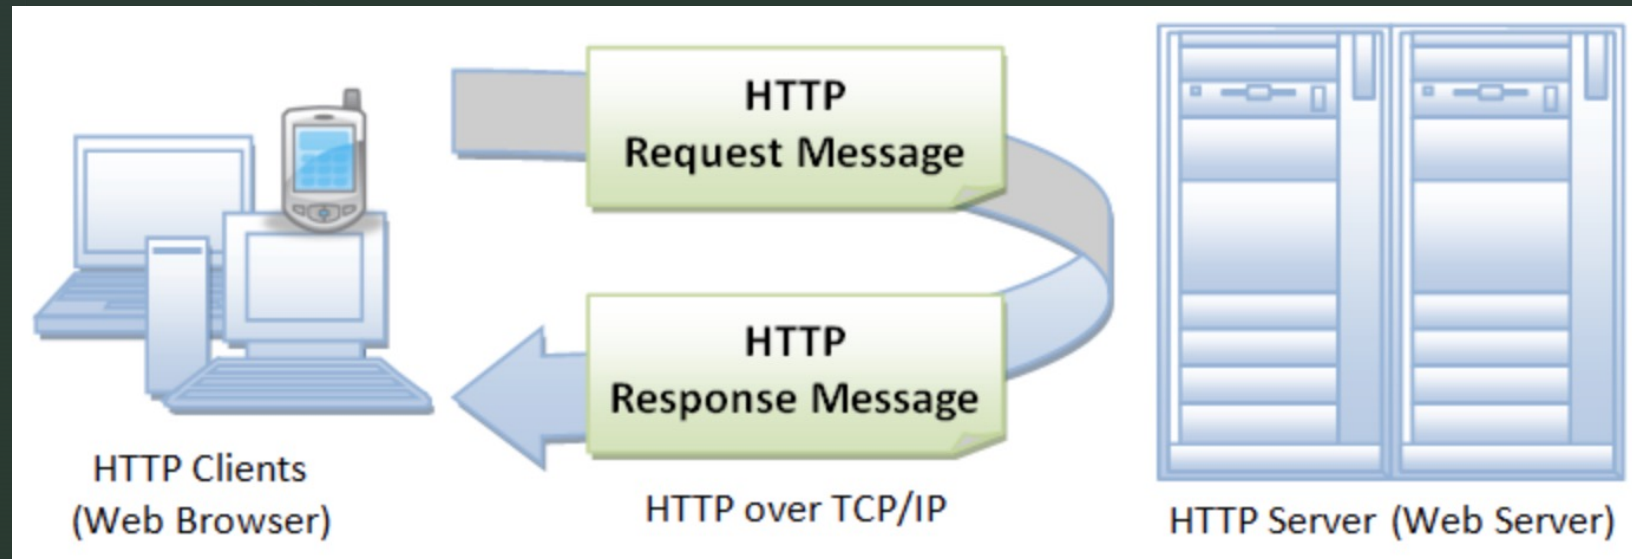 HTTP
Request Message
HTTP
Response Message
HTTP Clients
(Web Browser)
HTTP over TCP/IP
HTTP Server (Web Server)